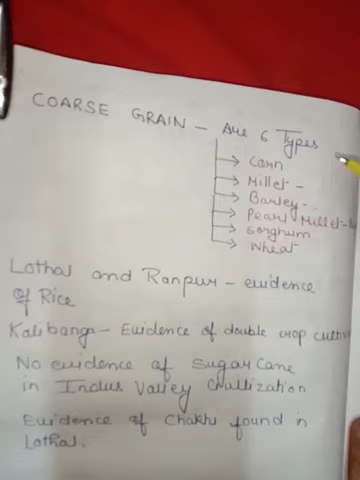 COARSE GRAIN - Are 6 Types
Corn
Millet -
Barley -
Pearl Millet -
Sorghum
Wheat
Lothal and Ranpur - evidence
of Rice
Kalibanga - Evidence of double crop
No evidence of Sugar Cane
in Indus Valley Civilization
Evidence of Chakki found in
Lothal.